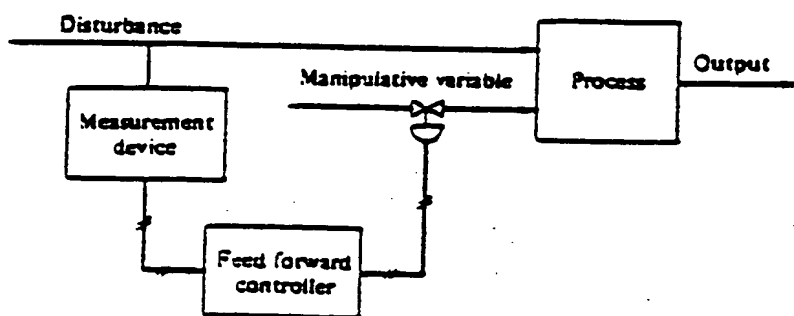 Disturbance
Manipulative variable
Process
Output
Measurement
device
Feed forward
controller